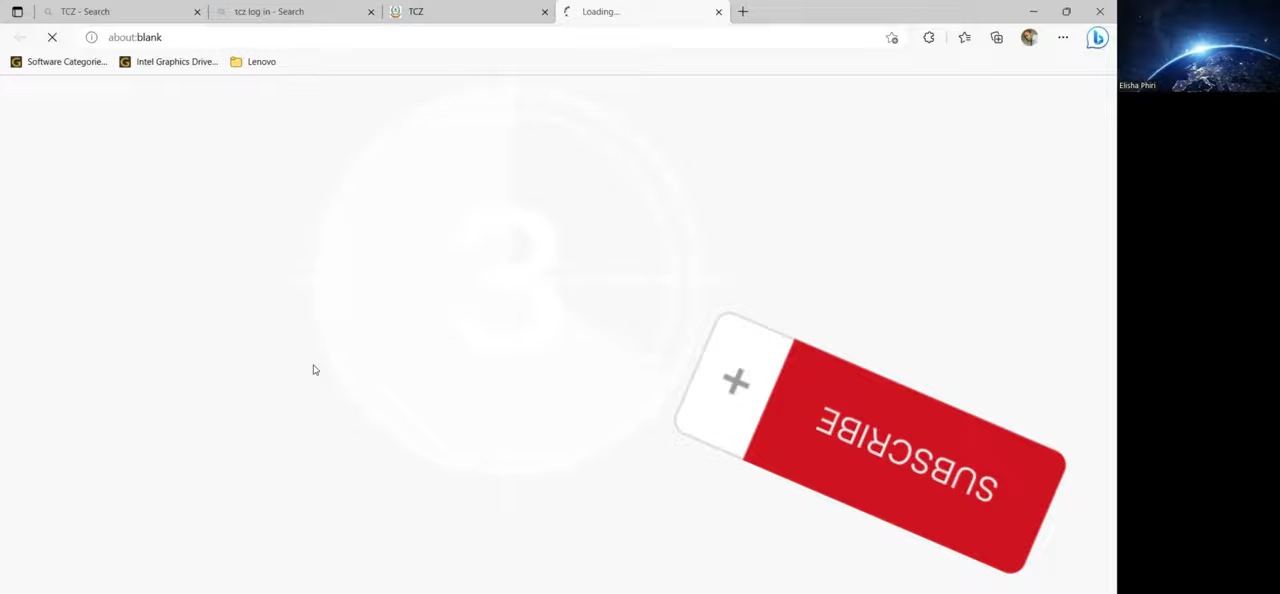 TCZ - Search
tcz log in - Search
TCZ
Loading...
about:blank
Software Categorie...
Intel Graphics Drive...
Lenovo
Elisha Phiri
3
SUBSCRIBE